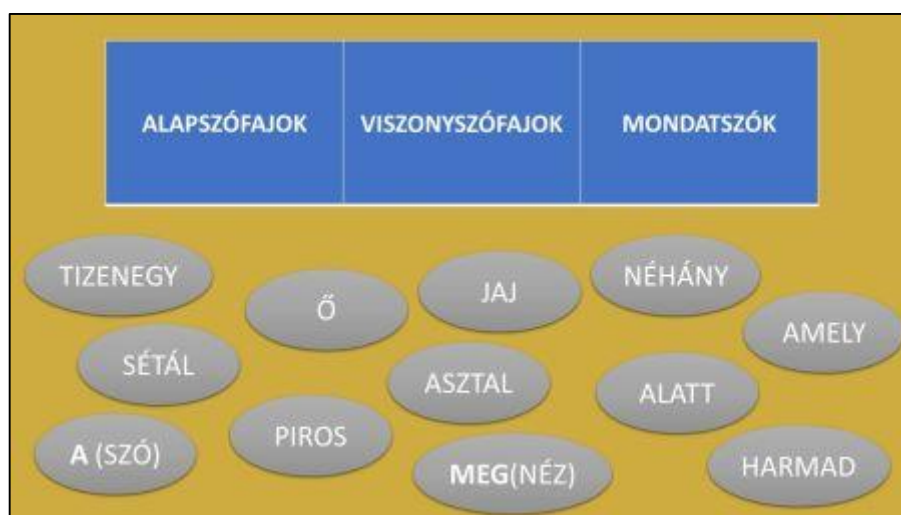 ALAPSZÓFAJOK
VISZONYSZÓFAJOK
MONDATSZÓK
TIZENEGY
Ő
JAJ
NÉHÁNY
AMELY
SÉTÁL
ASZTAL
ALATT
A (SZÓ)
PIROS
MEG(NÉZ)
HARMAD